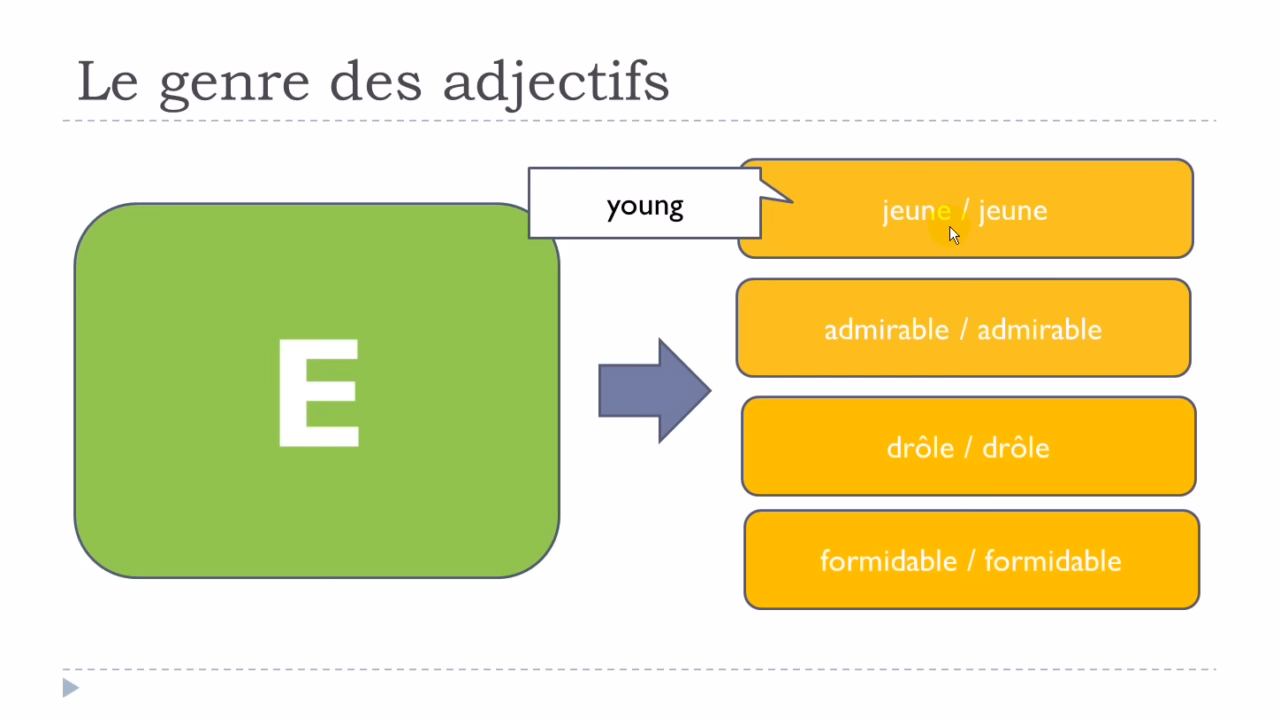 Le genre des adjectifs
E
young
jeune / jeune
admirable / admirable
drôle / drôle
formidable / formidable